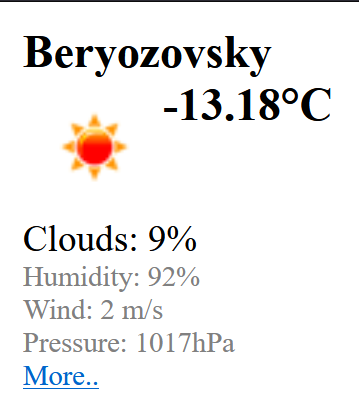 Beryozovsky
-13.18°C
Clouds: 9%
Humidity: 92%
Wind: 2 m/s
Pressure: 1017hPa
More..